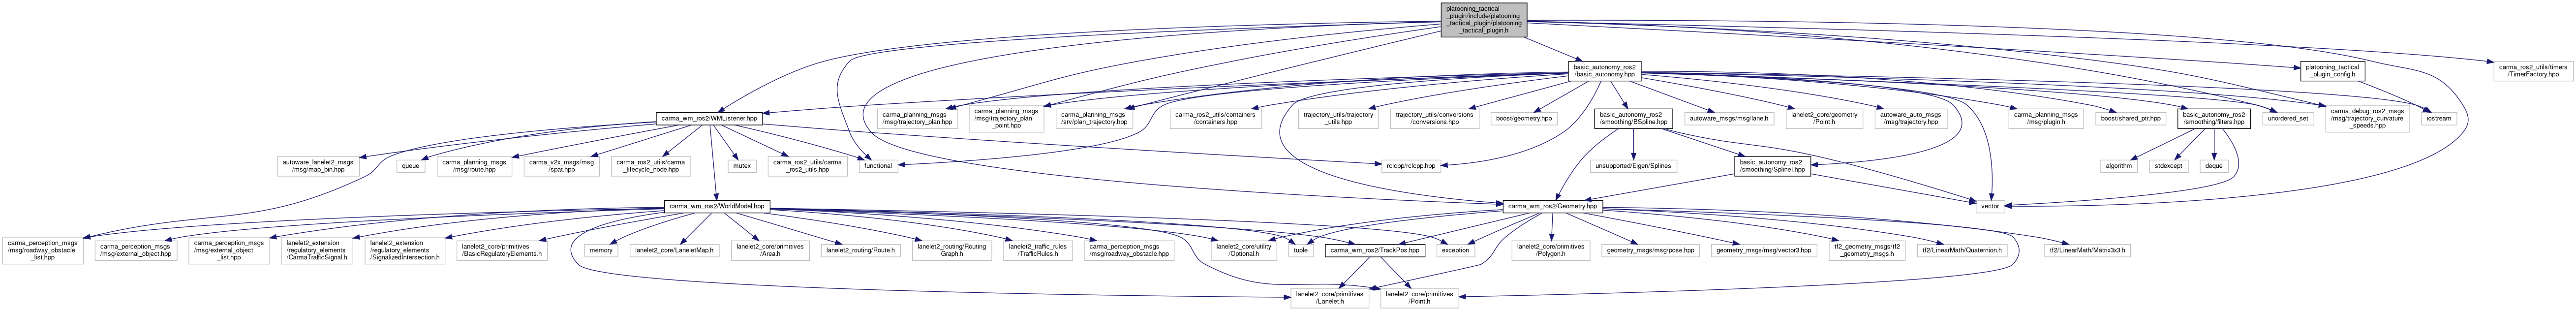 platooning_tactical
_plugin/include/platooning
_tactical_plugin/platooning
_tactical_plugin.h
basic_autonomy_ros2
/basic_autonomy.hpp
platooning_tactical
_plugin_config.h
carma_ros2_utils/timers
/TimerFactory.hpp
carma_wm_ros2/WMListener.hpp
carma_planning_msgs
/msg/trajectory_plan.hpp
carma_planning_msgs
/msg/trajectory_plan
_point.hpp
carma_planning_msgs
/srv/plan_trajectory.hpp
carma_ros2_utils/containers
/containers.hpp
trajectory_utils/trajectory
_utils.hpp
trajectory_utils/conversions
/conversions.hpp
boost/geometry.hpp
basic_autonomy_ros2
/smoothing/BSpline.hpp
autoware_msgs/msg/lane.h
lanelet2_core/geometry
/Point.h
autoware_auto_msgs
/msg/trajectory.hpp
carma_planning_msgs
/msg/plugin.h
boost/shared_ptr.hpp
basic_autonomy_ros2
/smoothing/filters.hpp
unordered_set
carma_debug_ros2_msgs
/msg/trajectory_curvature
_speeds.hpp
iostream
autoware_lanelet2_msgs
/msg/map_bin.hpp
queue
carma_planning_msgs
/msg/route.hpp
carma_v2x_msgs/msg
/spat.hpp
carma_ros2_utils/carma
_lifecycle_node.hpp
mutex
carma_ros2_utils/carma
_ros2_utils.hpp
functional
rclcpp/rclcpp.hpp
unsupported/Eigen/Splines
basic_autonomy_ros2
/smoothing/SplineI.hpp
algorithm
stdexcept
deque
carma_wm_ros2/WorldModel.hpp
carma_wm_ros2/Geometry.hpp
vector
carma_perception_msgs
/msg/roadway_obstacle
_list.hpp
carma_perception_msgs
/msg/external_object.hpp
carma_perception_msgs
/msg/external_object
_list.hpp
lanelet2_extension
/regulatory_elements
/CarmaTrafficSignal.h
lanelet2_extension
/regulatory_elements
/SignalizedIntersection.h
lanelet2_core/primitives
/BasicRegulatoryElements.h
memory
lanelet2_core/LaneletMap.h
lanelet2_core/primitives
/Area.h
lanelet2_routing/Route.h
lanelet2_routing/Routing
Graph.h
lanelet2_traffic_rules
/TrafficRules.h
carma_perception_msgs
/msg/roadway_obstacle.hpp
lanelet2_core/utility
/Optional.h
tuple
carma_wm_ros2/TrackPos.hpp
exception
lanelet2_core/primitives
/Polygon.h
geometry_msgs/msg/pose.hpp
geometry_msgs/msg/vector3.hpp
tf2_geometry_msgs/tf2
_geometry_msgs.h
tf2/LinearMath/Quaternion.h
tf2/LinearMath/Matrix3x3.h
lanelet2_core/primitives
/Lanelet.h
lanelet2_core/primitives
/Point.h